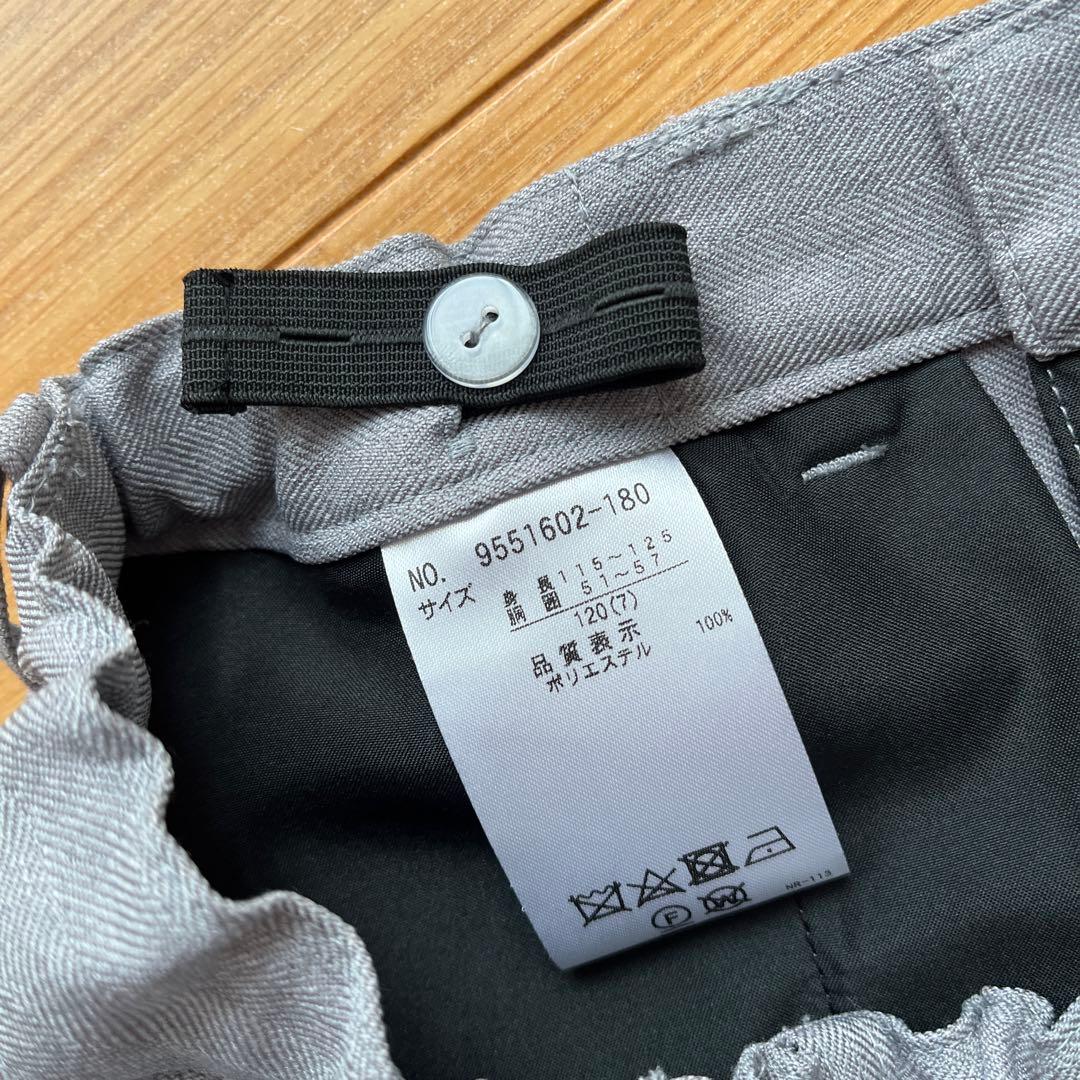 NO. 9551602-180
サイズ 身長 115～125
胴囲 51～57
120(7)
品質表示
ポリエステル 100%
F W
NR-113